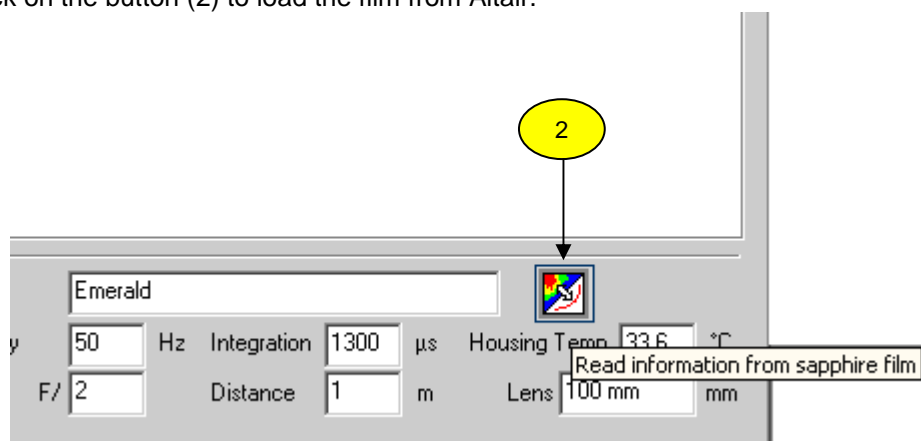 on the button (2) to load the film from Altair.
2
Emerald
y 50 Hz Integration 1300 µs Housing Temp 33.6 °C
Read information from sapphire film
F/ 2 Distance 1 m Lens 100 mm mm